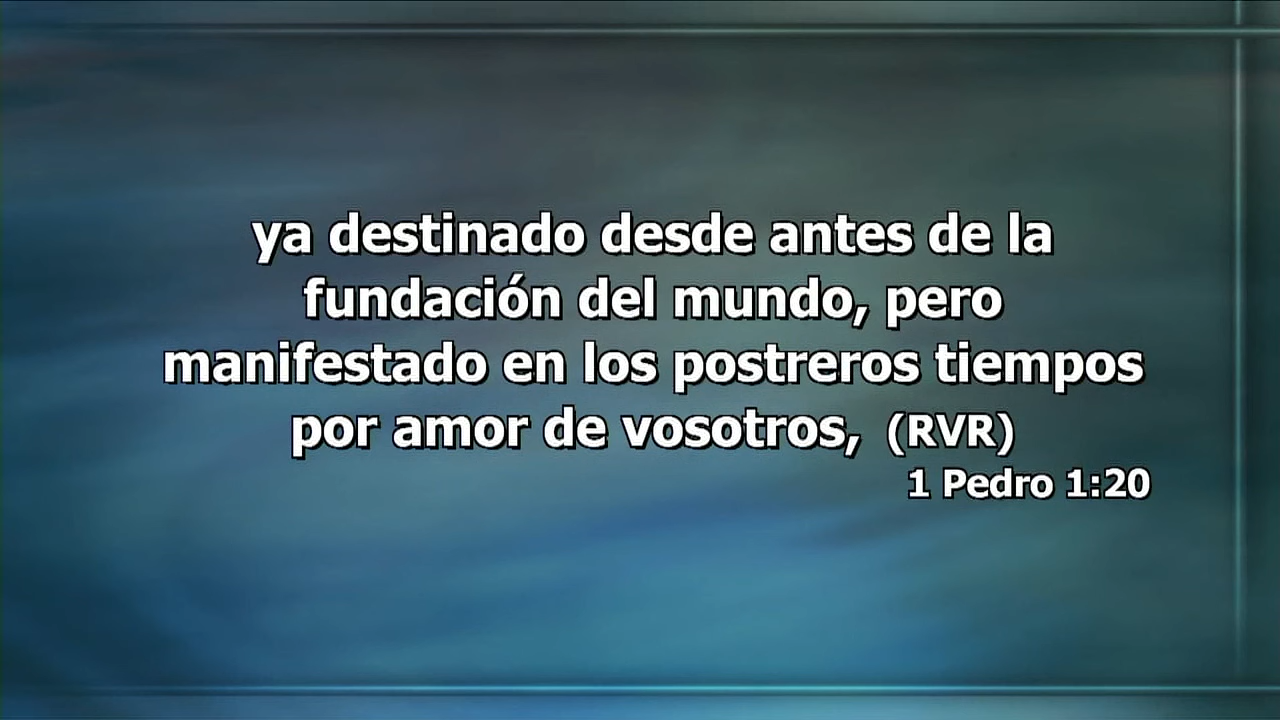 ya destinado desde antes de la
fundación del mundo, pero
manifestado en los postreros tiempos
por amor de vosotros, (RVR)
1 Pedro 1:20